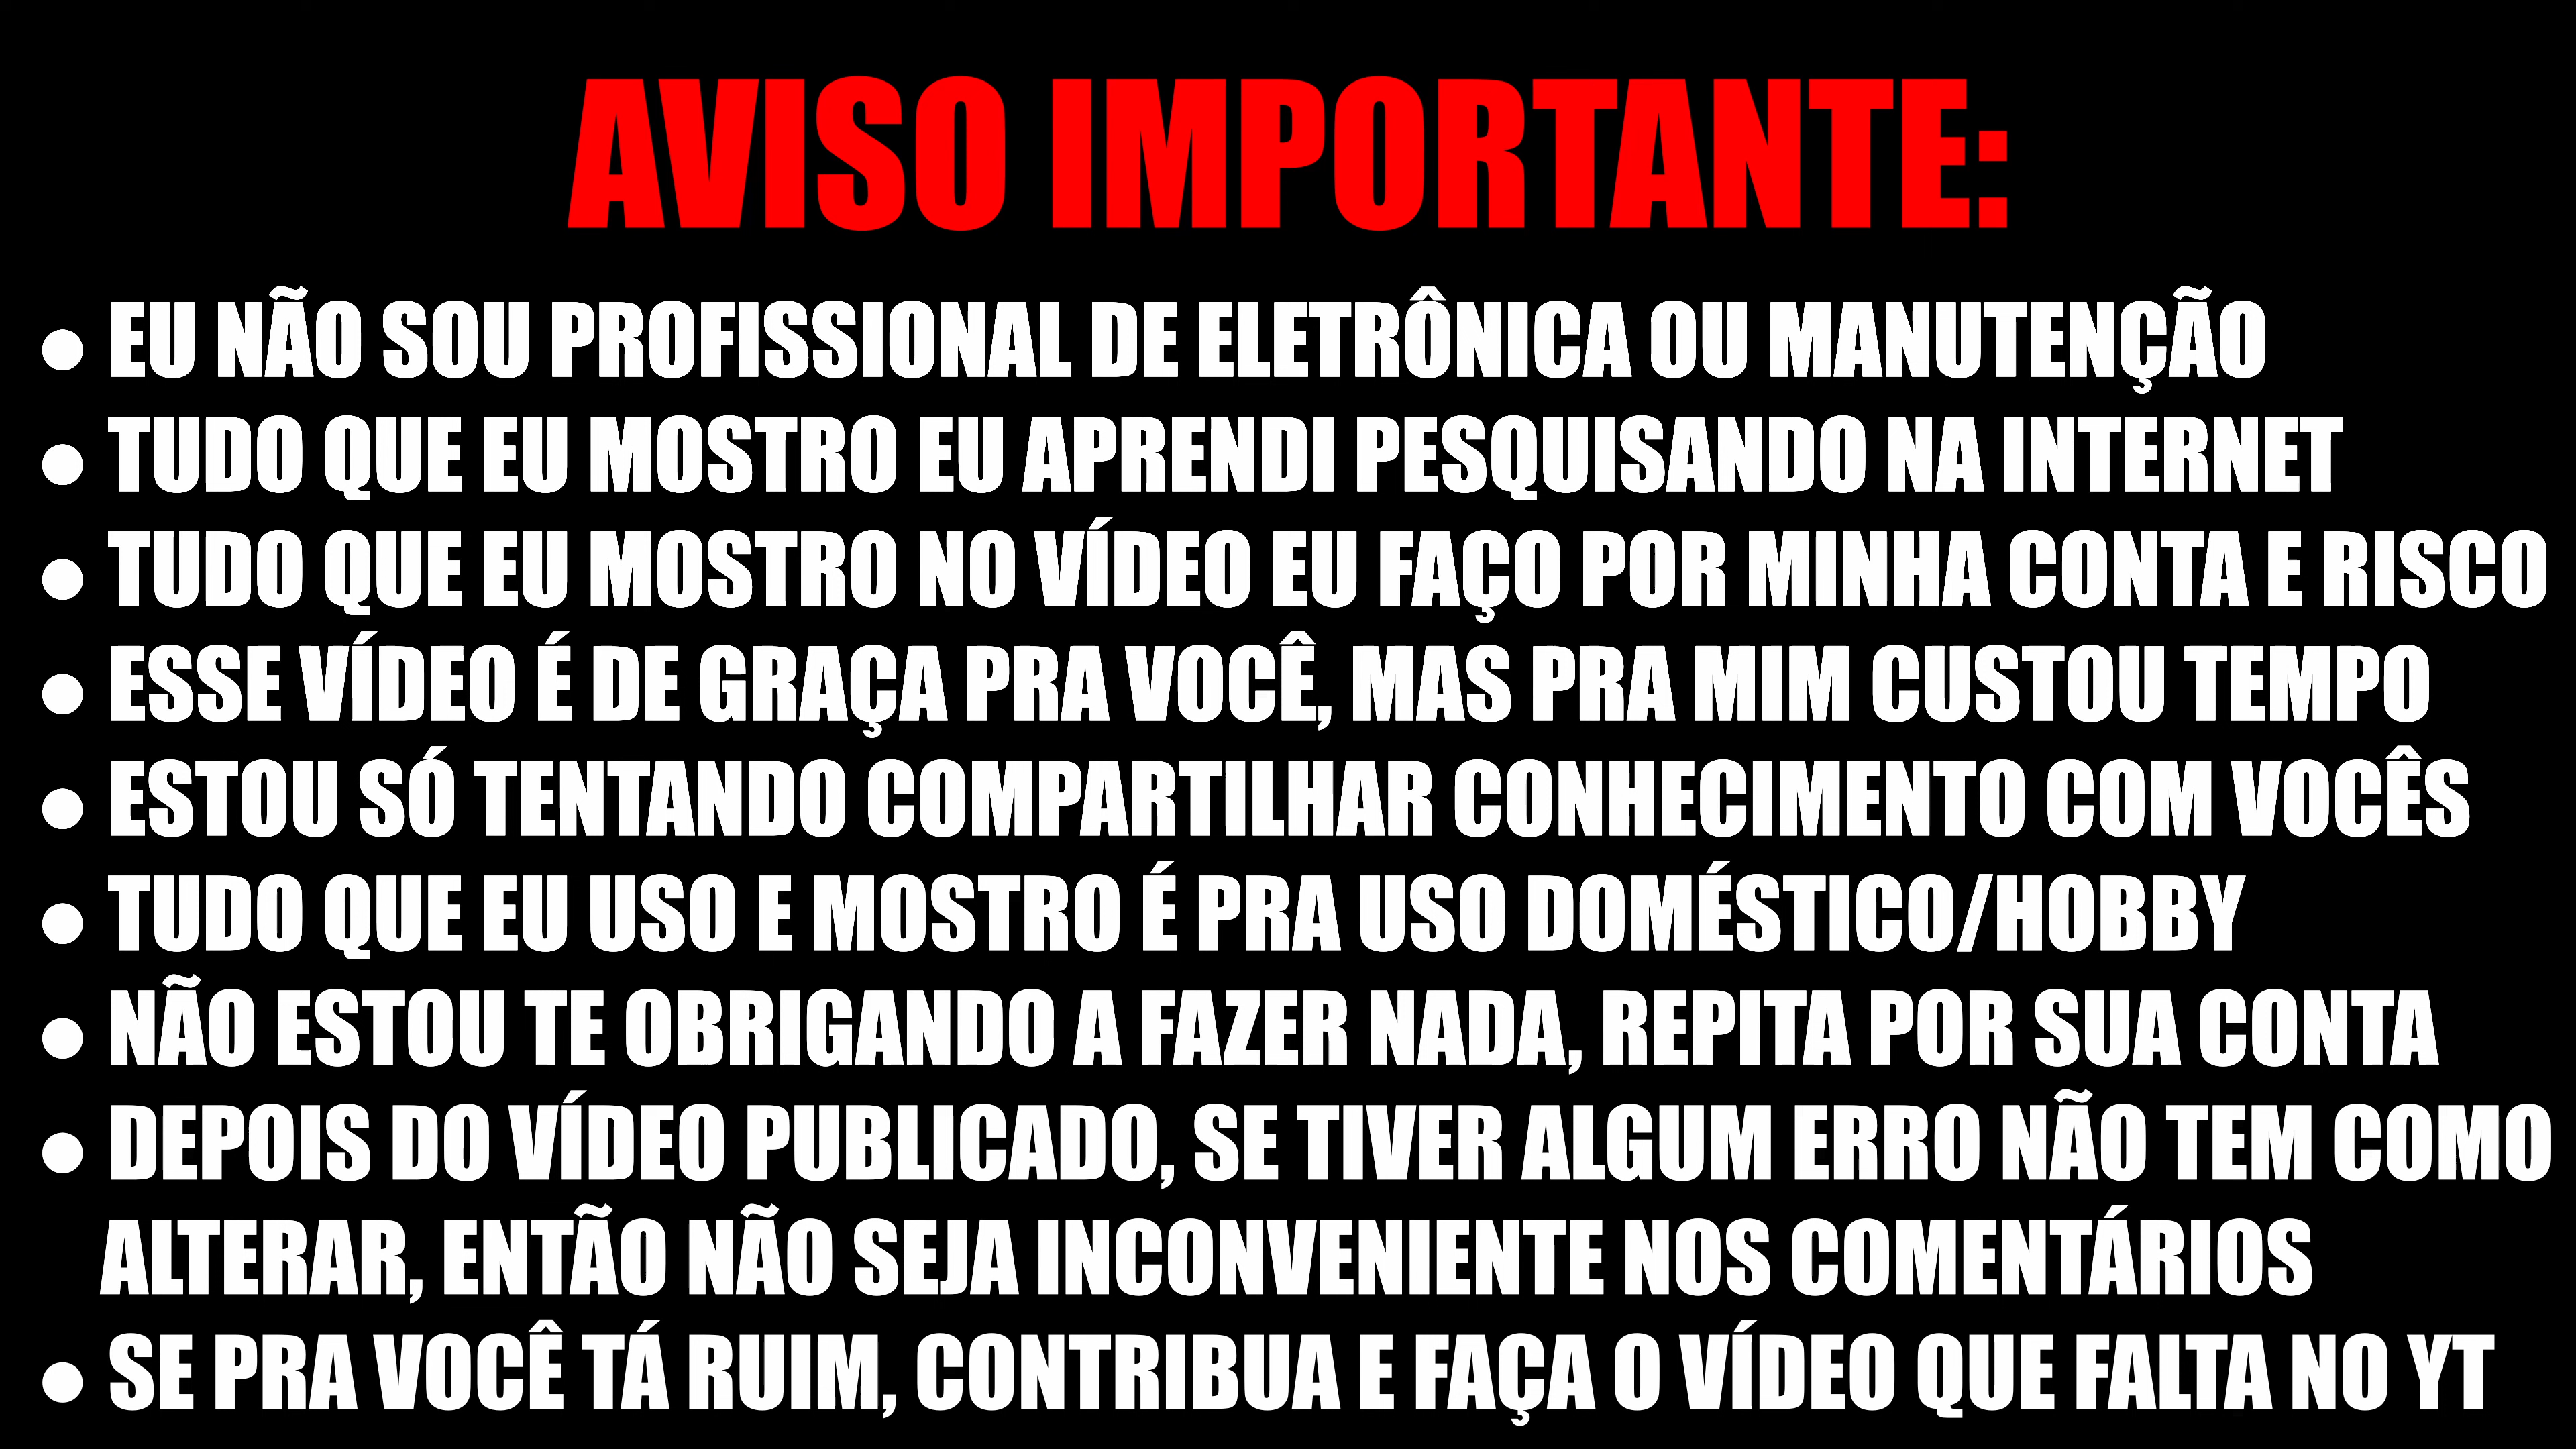 AVISO IMPORTANTE:
● EU NÃO SOU PROFISSIONAL DE ELETRÔNICA OU MANUTENÇÃO
● TUDO QUE EU MOSTRO EU APRENDI PESQUISANDO NA INTERNET
● TUDO QUE EU MOSTRO NO VÍDEO EU FAÇO POR MINHA CONTA E RISCO
● ESSE VÍDEO É DE GRAÇA PRA VOCÊ, MAS PRA MIM CUSTOU TEMPO
● ESTOU SÓ TENTANDO COMPARTILHAR CONHECIMENTO COM VOCÊS
● TUDO QUE EU USO E MOSTRO É PRA USO DOMÉSTICO/HOBBY
● NÃO ESTOU TE OBRIGANDO A FAZER NADA, REPITA POR SUA CONTA
● DEPOIS DO VÍDEO PUBLICADO, SE TIVER ALGUM ERRO NÃO TEM COMO
ALTERAR, ENTÃO NÃO SEJA INCONVENIENTE NOS COMENTÁRIOS
● SE PRA VOCÊ TÁ RUIM, CONTRIBUA E FAÇA O VÍDEO QUE FALTA NO YT